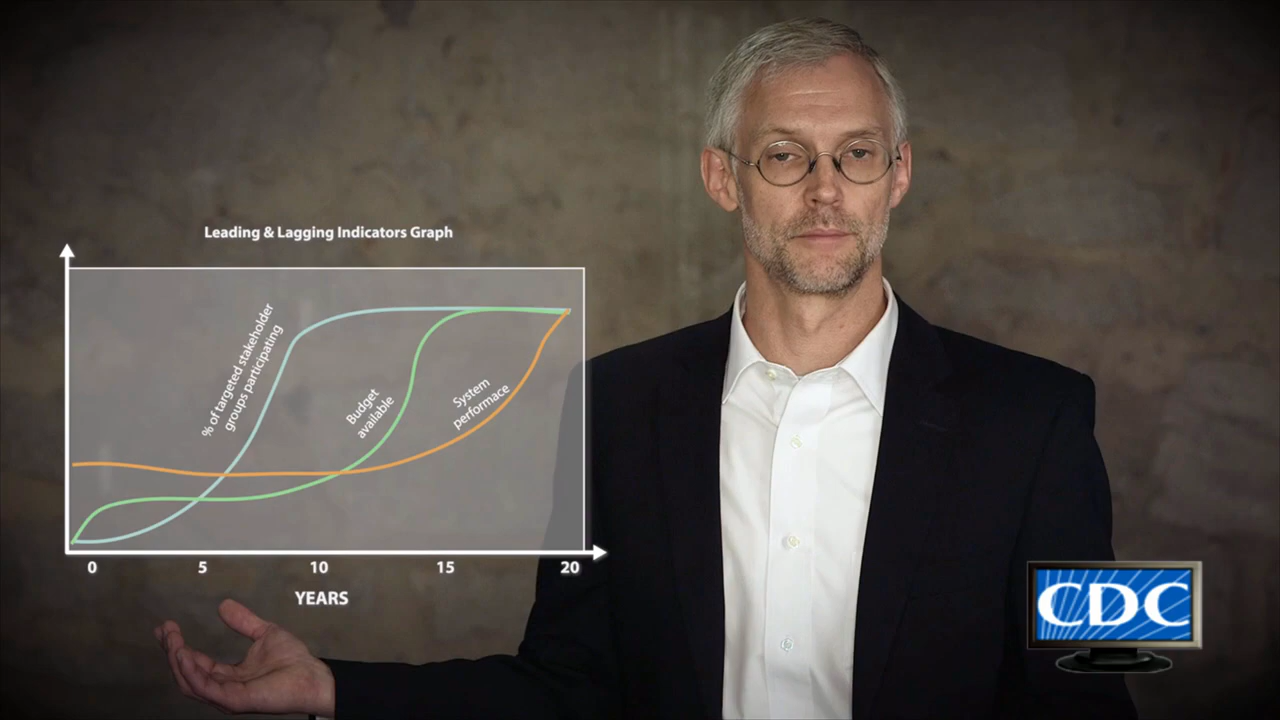 Leading & Lagging Indicators Graph
% of targeted stakeholder
groups participating
Budget
available
System
performace
0 5 10 15 20
YEARS
CDC